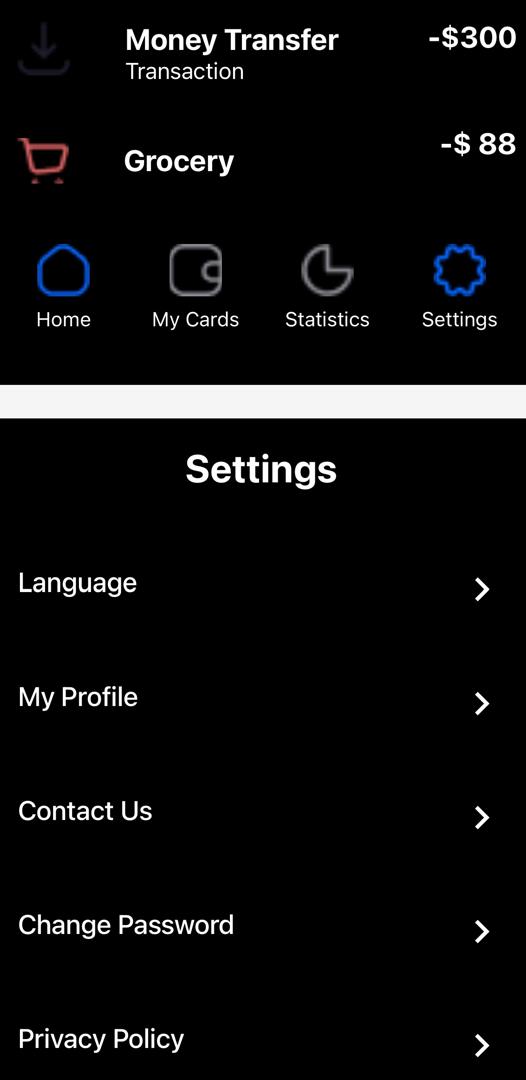 Money Transfer -$300
Transaction
Grocery -$ 88
Home My Cards Statistics Settings
Settings
Language
My Profile
Contact Us
Change Password
Privacy Policy